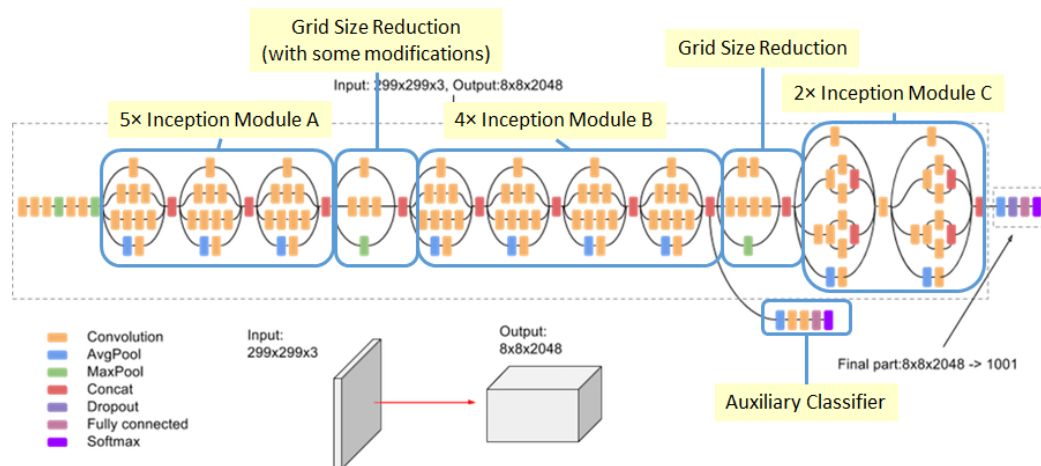 Grid Size Reduction
(with some modifications)
Grid Size Reduction
Input: 299x299x3, Output:8x8x2048
5× Inception Module A
4× Inception Module B
2× Inception Module C
Convolution
AvgPool
MaxPool
Concat
Dropout
Fully connected
Softmax
Input:
299x299x3
Output:
8x8x2048
Final part:8x8x2048 -> 1001
Auxiliary Classifier